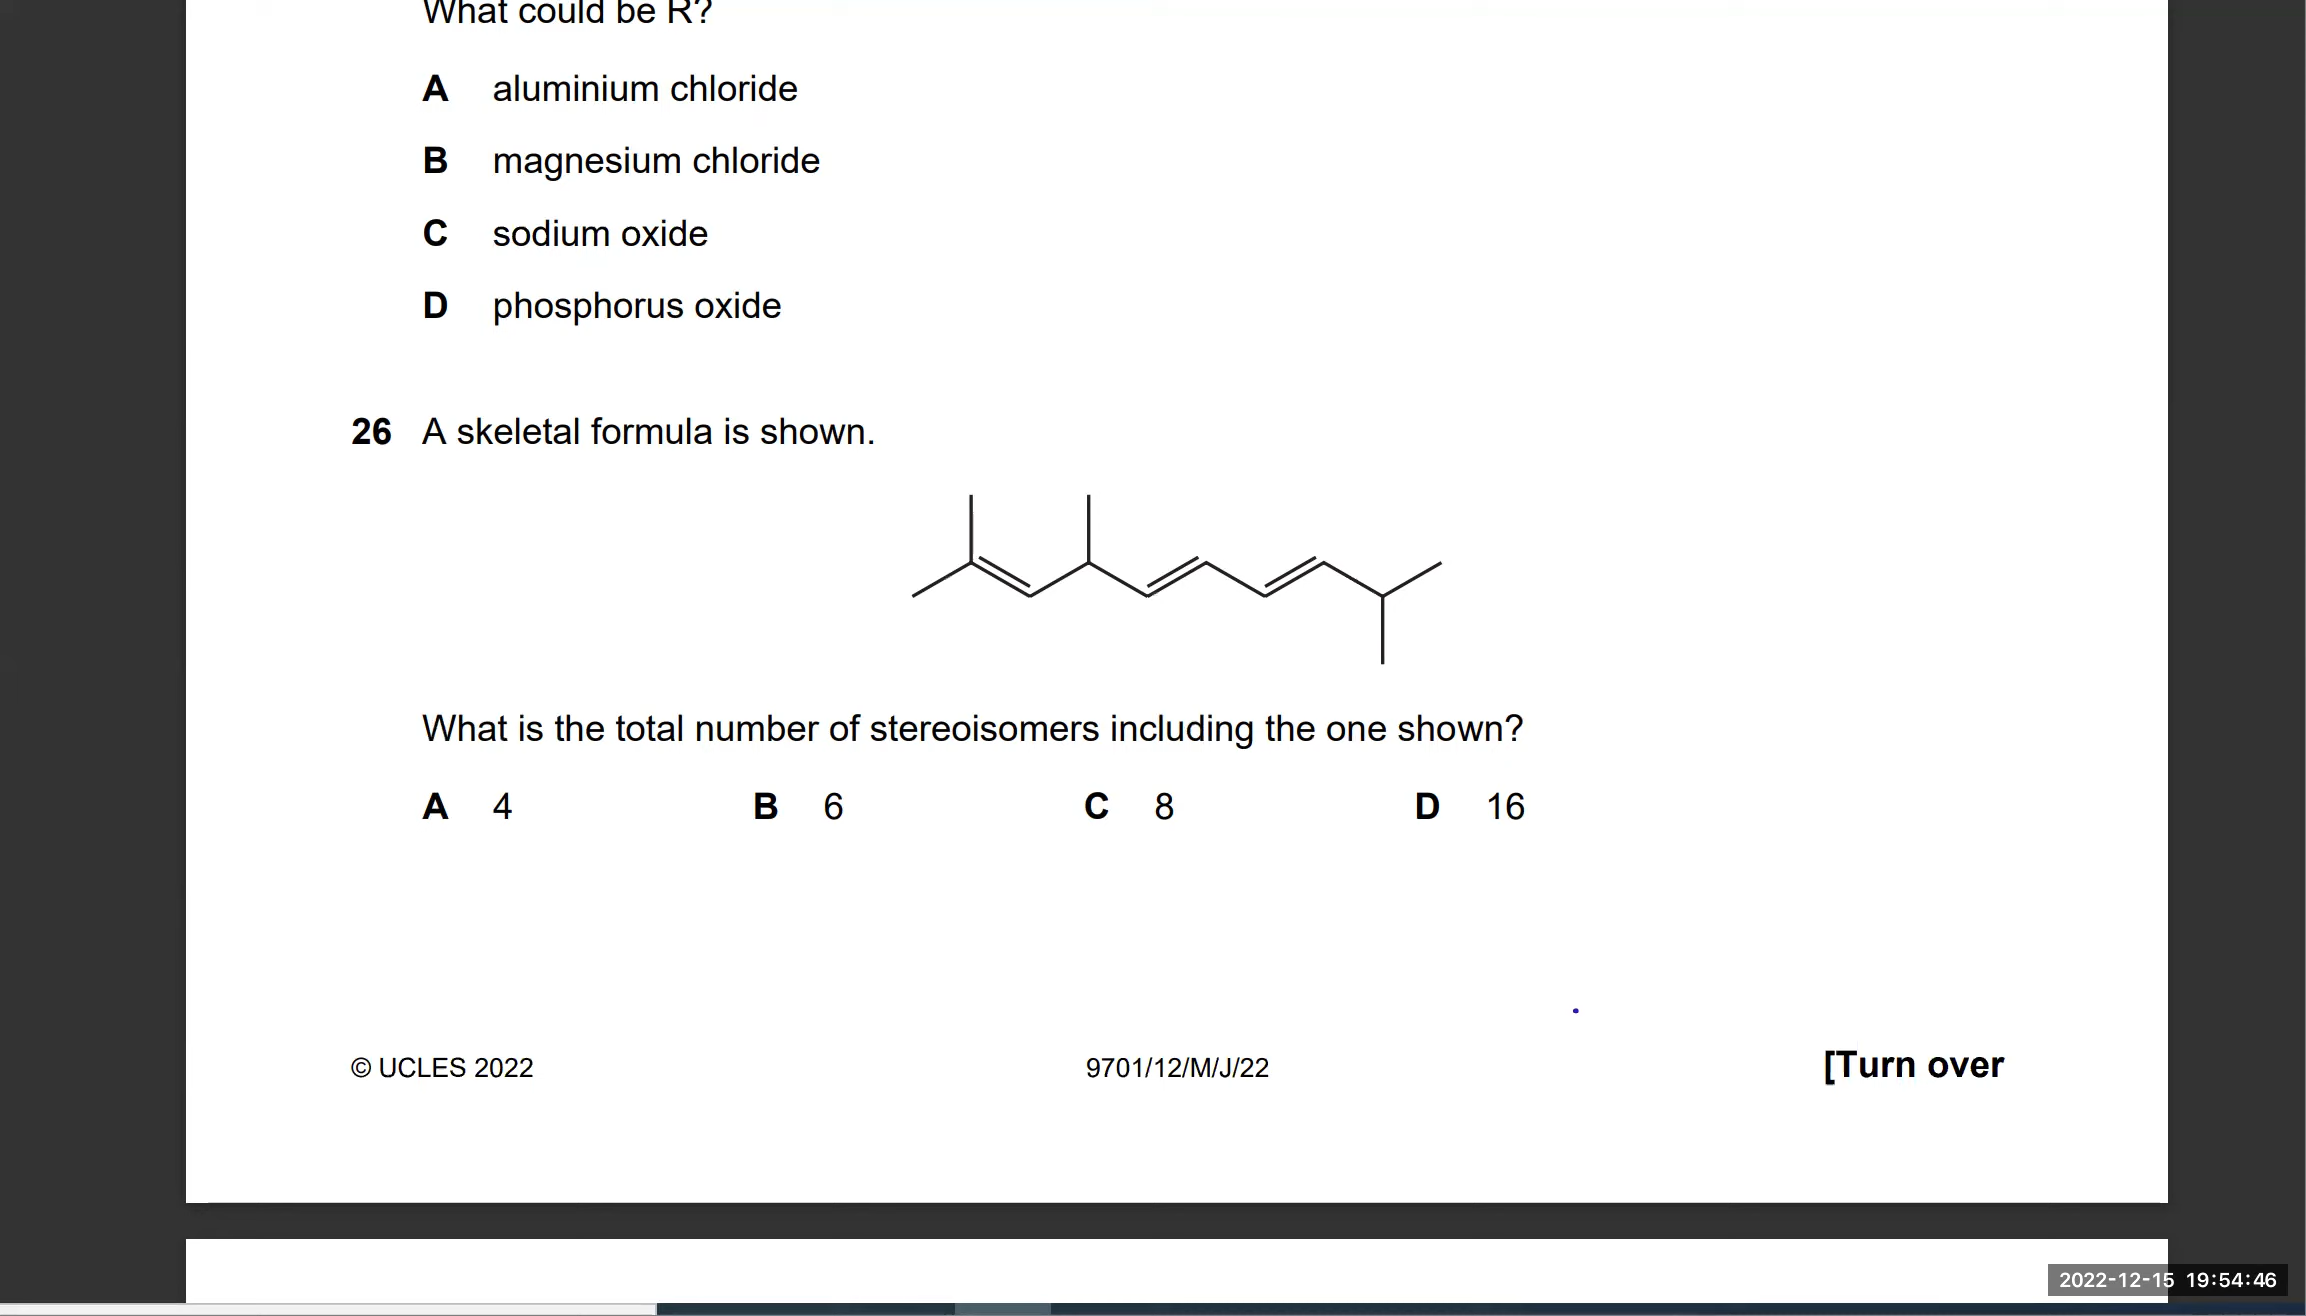 What could be R?
A aluminium chloride
B magnesium chloride
C sodium oxide
D phosphorus oxide
26 A skeletal formula is shown.
What is the total number of stereoisomers including the one shown?
A 4 B 6 C 8 D 16
© UCLES 2022 9701/12/M/J/22 [Turn over
2022-12-15 19:54:46